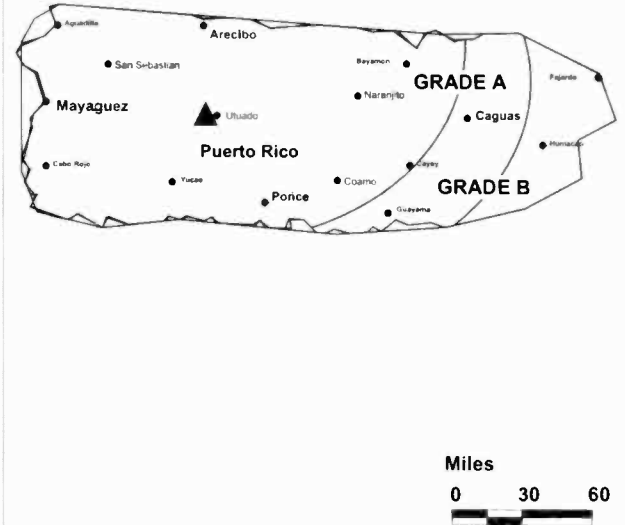 Aguadilla
Arecibo
San Sebastian
Bayamon
GRADE A
Fajardo
Mayaguez
Naranjito
Utuado
Caguas
Puerto Rico
Humacao
Cabo Rojo
Yucao
Coamo
Cayey
GRADE B
Ponce
Guayama
Miles
0 30 60